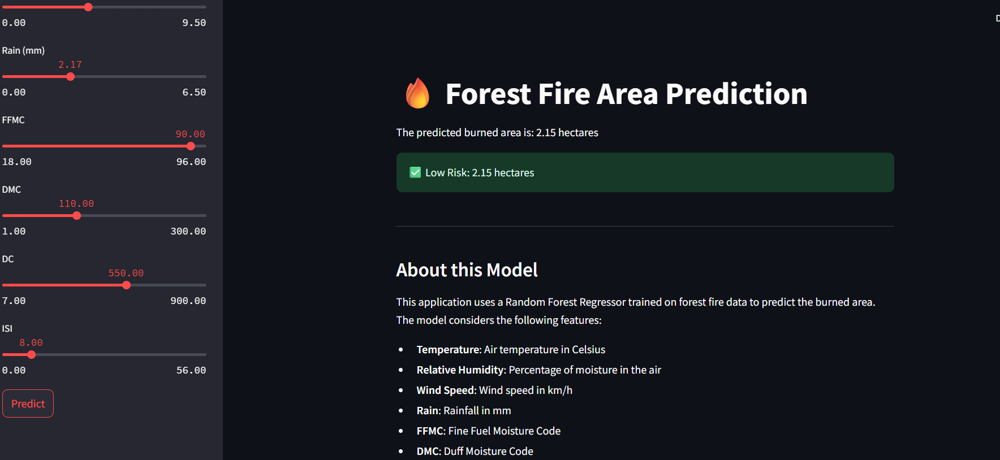 0.00 9.50
Rain (mm)
2.17
0.00 6.50
FFMC
90.00
18.00 96.00
DMC
110.00
1.00 300.00
DC
550.00
7.00 900.00
ISI
8.00
0.00 56.00
Predict
Forest Fire Area Prediction
The predicted burned area is: 2.15 hectares
Low Risk: 2.15 hectares
About this Model
This application uses a Random Forest Regressor trained on forest fire data to predict the burned area.
The model considers the following features:
• Temperature: Air temperature in Celsius
• Relative Humidity: Percentage of moisture in the air
• Wind Speed: Wind speed in km/h
• Rain: Rainfall in mm
• FFMC: Fine Fuel Moisture Code
• DMC: Duff Moisture Code